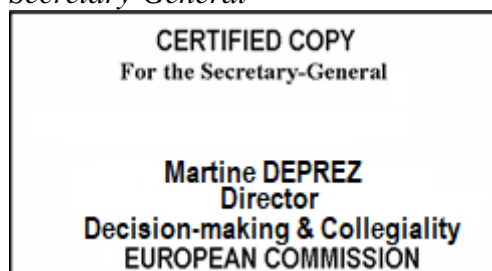 Secretary-General
CERTIFIED COPY
For the Secretary-General
Martine DEPREZ
Director
Decision-making & Collegiality
EUROPEAN COMMISSION